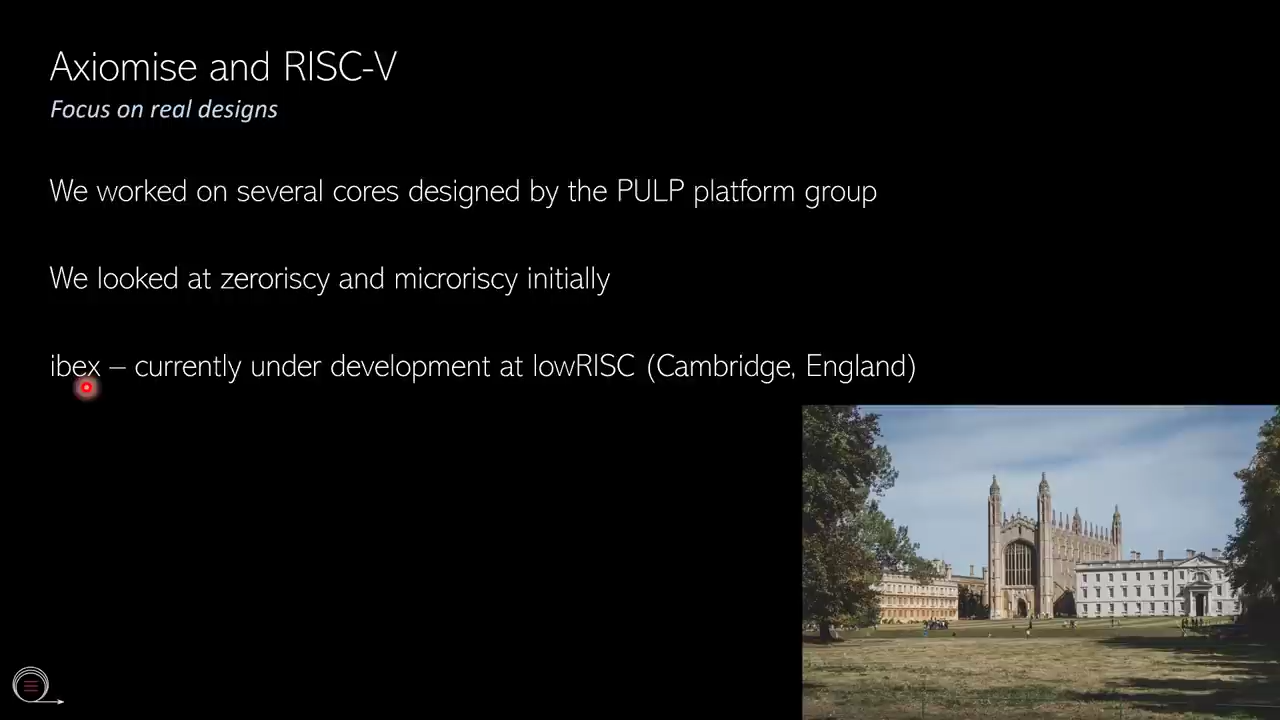 Axiomise and RISC-V
Focus on real designs
We worked on several cores designed by the PULP platform group
We looked at zeroriscy and microriscy initially
ibex – currently under development at lowRISC (Cambridge, England)